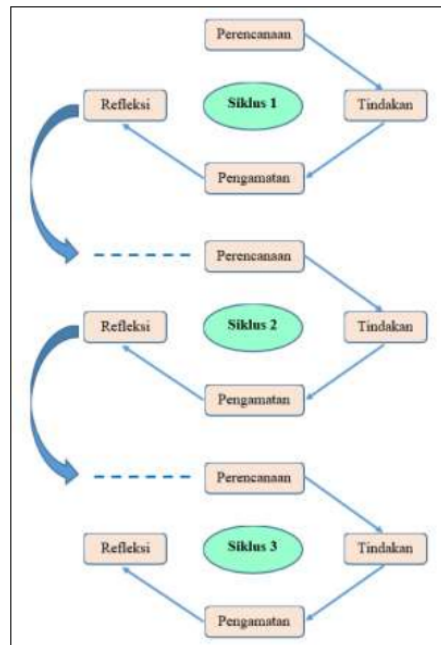 Perencanaan
Refleksi
Siklus 1
Tindakan
Pengamatan
Perencanaan
Refleksi
Siklus 2
Tindakan
Pengamatan
Perencanaan
Refleksi
Siklus 3
Tindakan
Pengamatan